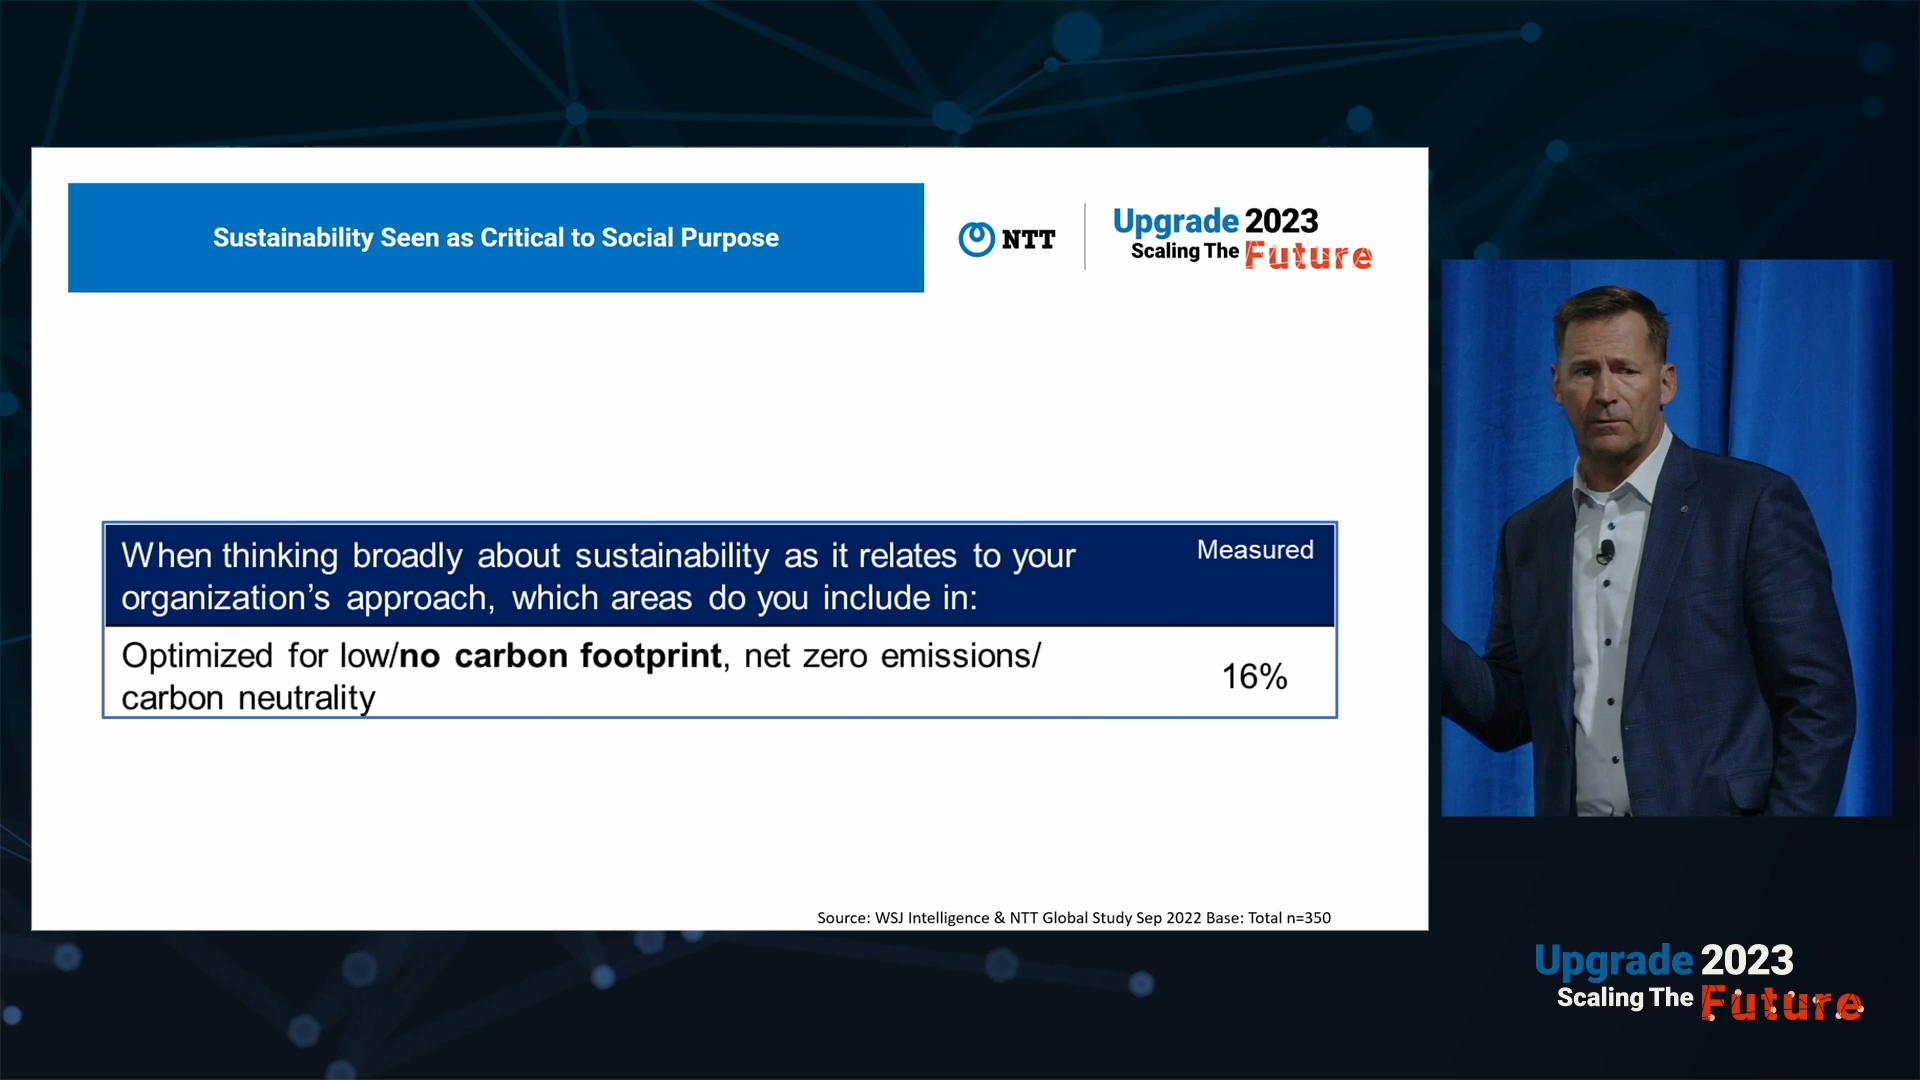 Sustainability Seen as Critical to Social Purpose
NTT
Upgrade 2023
Scaling The Future
When thinking broadly about sustainability as it relates to your
organization's approach, which areas do you include in:
Measured
Optimized for low/no carbon footprint, net zero emissions/
carbon neutrality
16%
Source: WSJ Intelligence & NTT Global Study Sep 2022 Base: Total n=350
Upgrade 2023
Scaling The Future